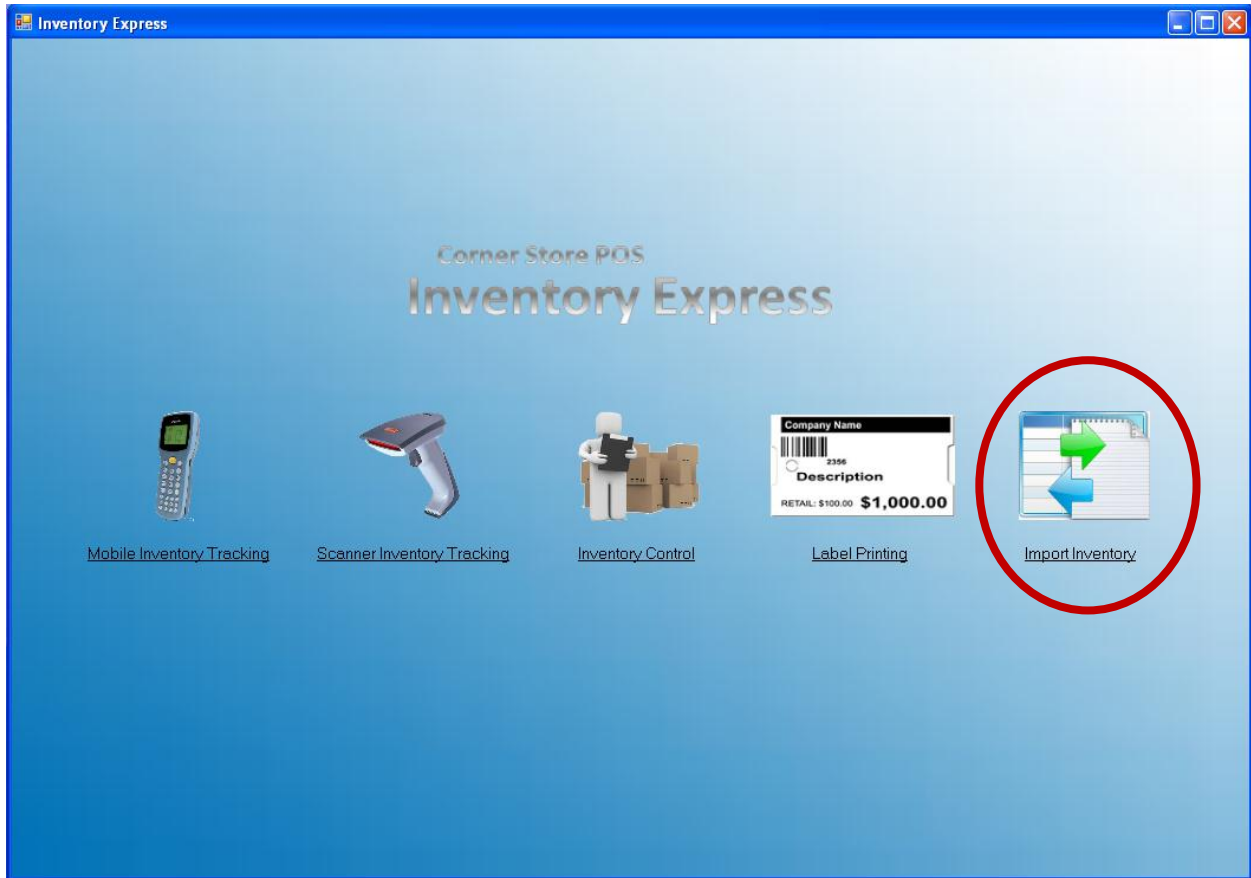 Inventory Express
Corner Store POS
Inventory Express
Company Name
2356
Description
RETAIL: $100.00 $1,000.00
Mobile Inventory Tracking
Scanner Inventory Tracking
Inventory Control
Label Printing
Import Inventory